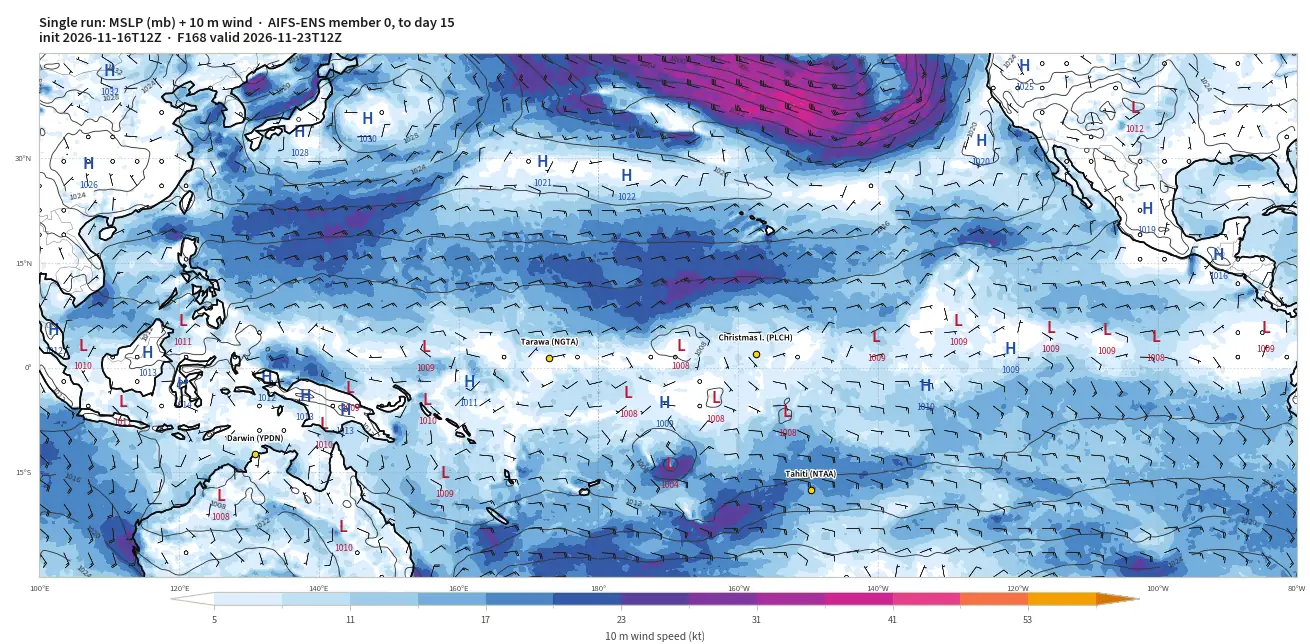 Single run: MSLP (mb) + 10 m wind · AIFS-ENS member 0, to day 15
init 2026-11-16T12Z · F168 valid 2026-11-23T12Z
H 1032
H 1025
L 1012
H 1030
H 1028
H 1020
30°N
H 1026
H 1021
H 1022
H 1019
H 1016
15°N
L 1011
Tarawa (NGTA)
Christmas I. (PLCH)
L 1010
H 1013
L 1009
L 1008
L 1009
L 1009
H 1009
L 1009
L 1009
L 1008
L 1009
0°
H 1012
H 1013
H 1011
H 1010
L 1010
L 1008
L 1008
L 1008
L 1010
Darwin (YPDN)
15°S
L 1009
L 1004
Tahiti (NTAA)
L 1008
L 1010
100°E
120°E
140°E
160°E
180°
160°W
140°W
120°W
100°W
80°W
5
11
17
23
31
41
53
10 m wind speed (kt)